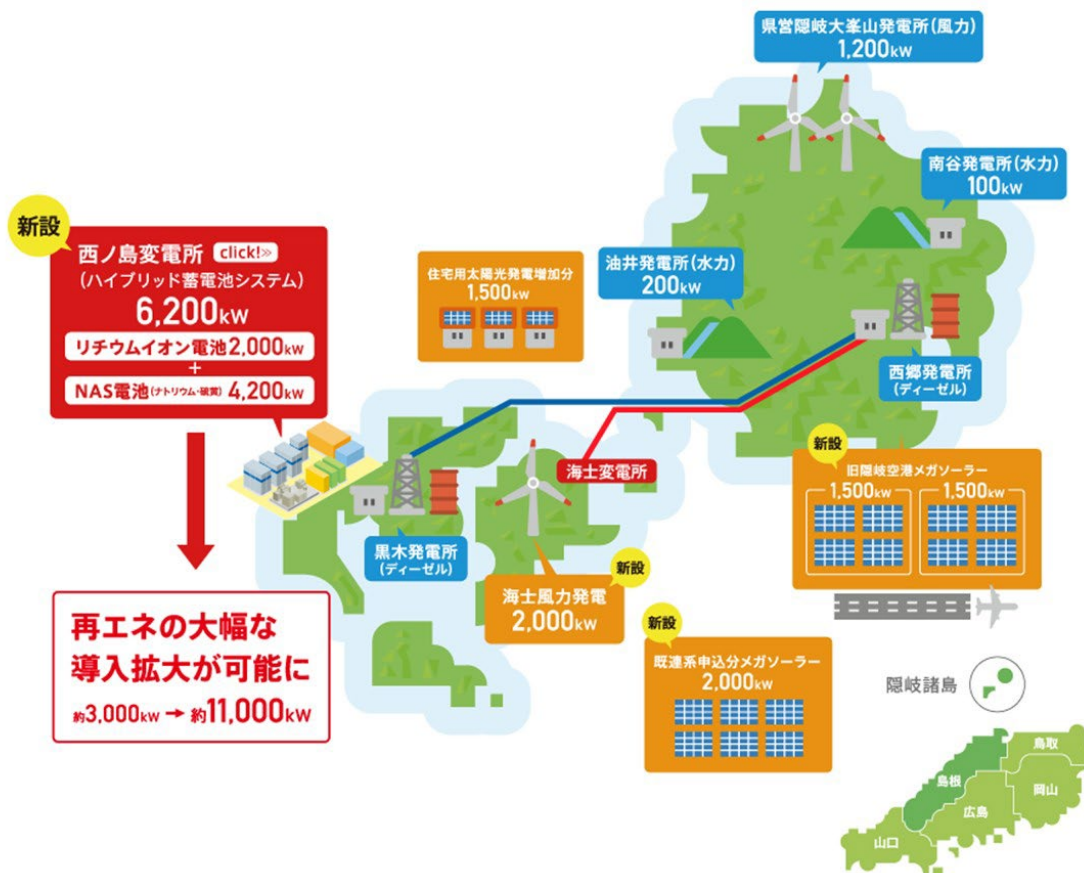 県営隠岐大峯山発電所(風力)
1,200kW
南谷発電所(水力)
100kW
新設
西ノ島変電所 click!»
(ハイブリッド蓄電池システム)
6,200kW
リチウムイオン電池2,000kW
+
NAS電池(ナトリウム・硫黄) 4,200kW
住宅用太陽光発電増加分
1,500kW
油井発電所(水力)
200kW
西郷発電所
(ディーゼル)
海士変電所
新設
旧隠岐空港メガソーラー
1,500kW 1,500kW
黒木発電所
(ディーゼル)
新設
海士風力発電
2,000kW
再エネの大幅な
導入拡大が可能に
約3,000kW → 約11,000kW
新設
既連系申込分メガソーラー
2,000kW
隠岐諸島
鳥取
島根
岡山
広島
山口